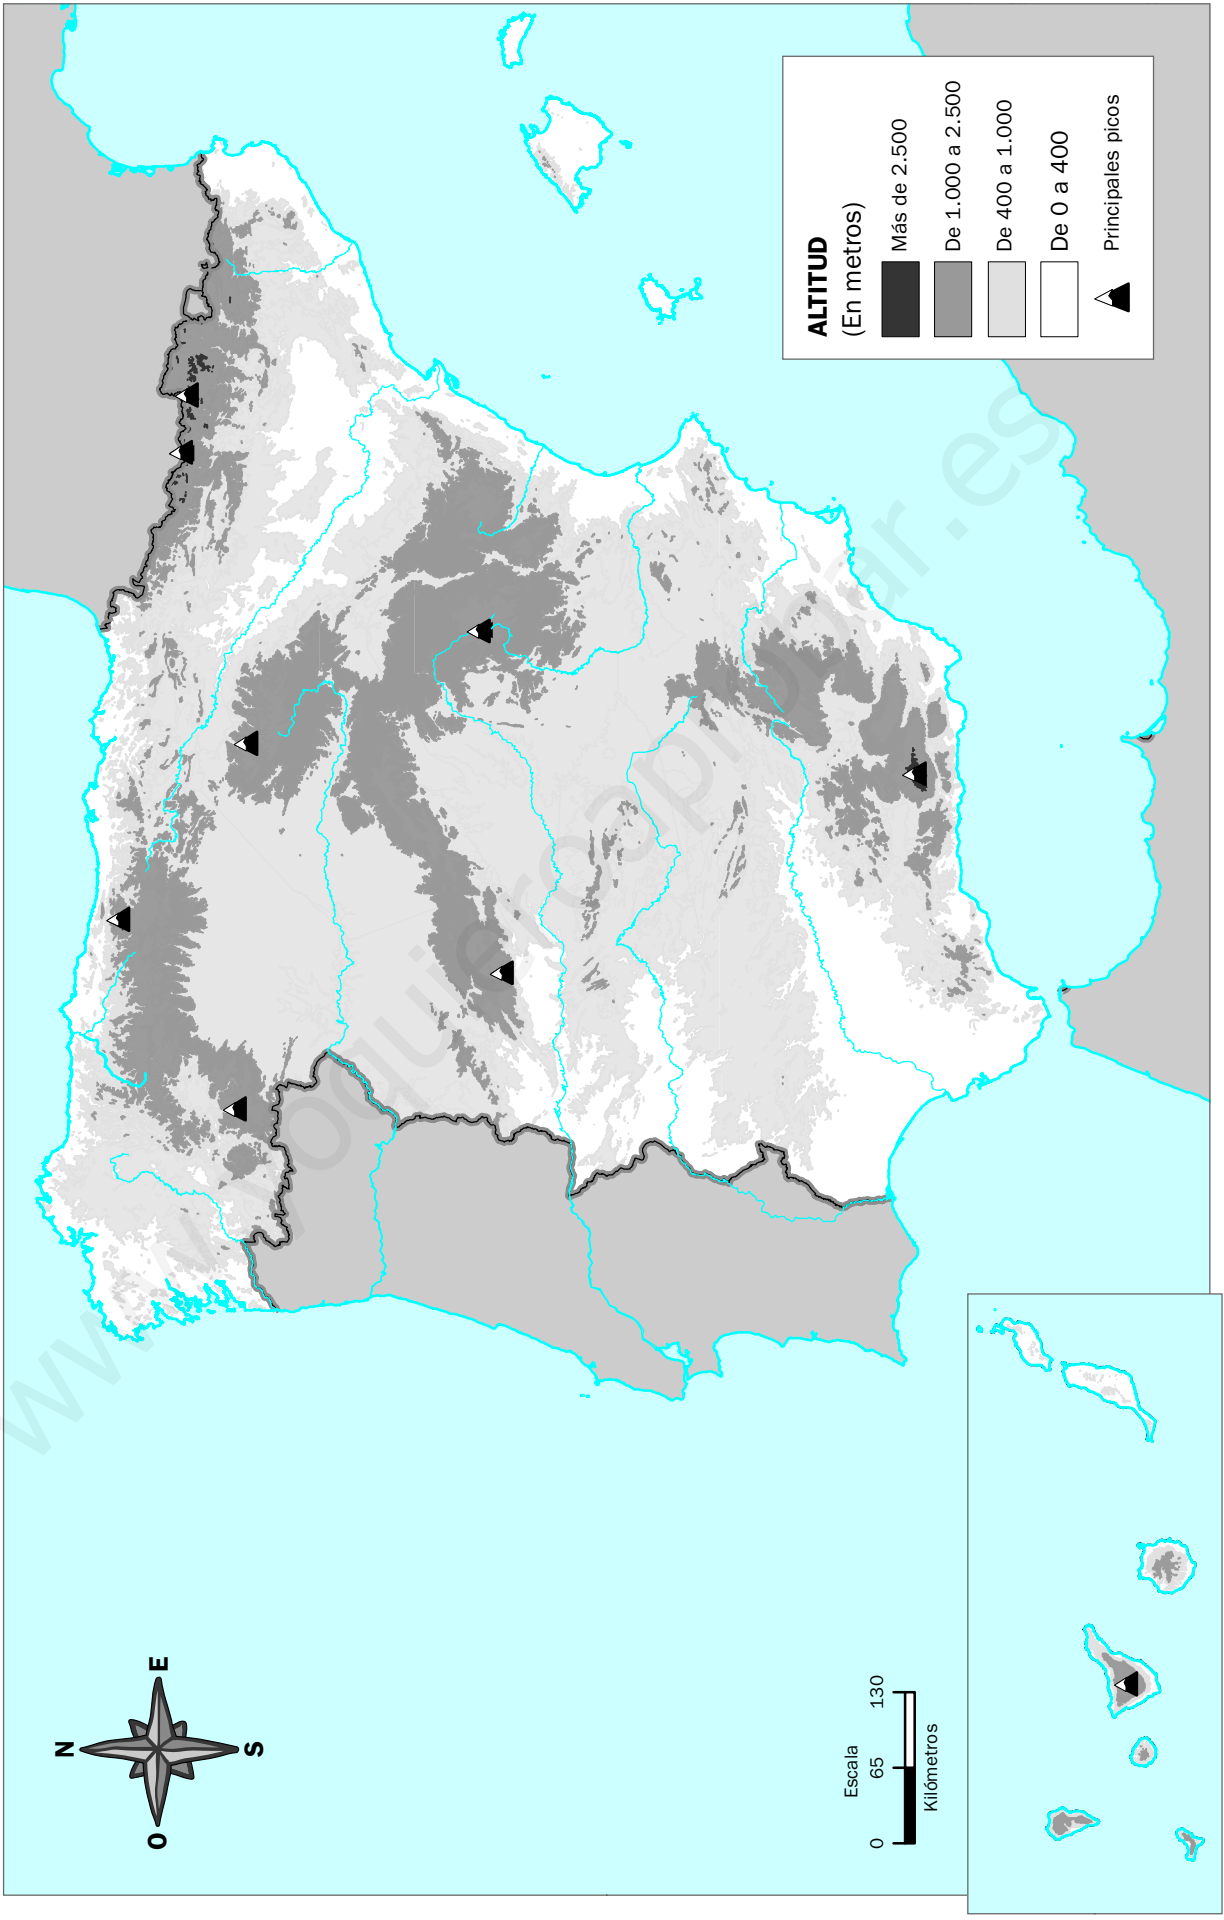 N
O
E
S
ALTITUD
(En metros)
Más de 2.500
De 1.000 a 2.500
De 400 a 1.000
De 0 a 400
Principales picos
Escala
0 65 130
Kilómetros
www.yoquieroaprobar.es